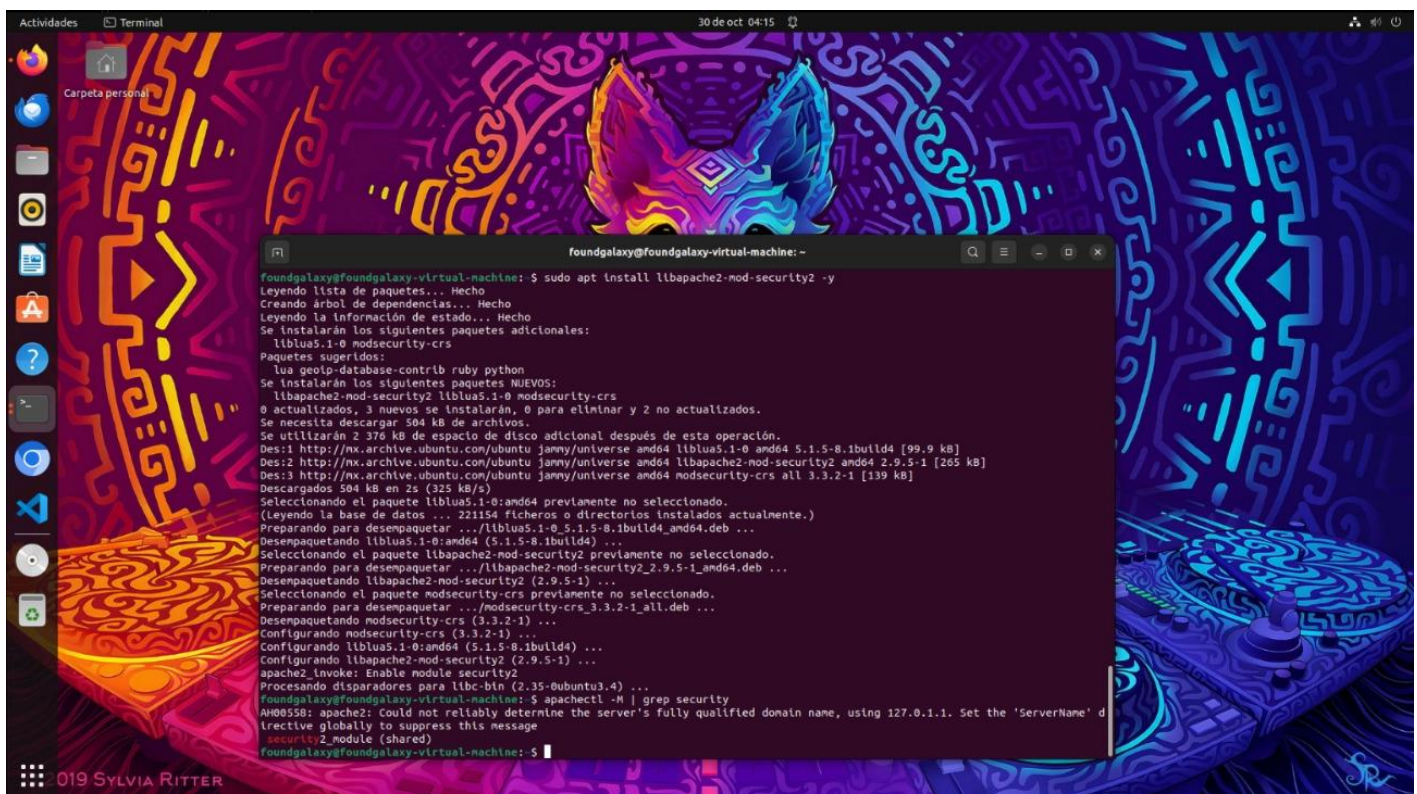 Actividades
Terminal
30 de oct 04:15
Carpeta personal
foundgalaxy@foundgalaxy-virtual-machine: ~
foundgalaxy@foundgalaxy-virtual-machine:~$ sudo apt install libapache2-mod-security2 -y
Leyendo lista de paquetes... Hecho
Creando árbol de dependencias... Hecho
Leyendo la información de estado... Hecho
Se instalarán los siguientes paquetes adicionales:
liblua5.1-0 modsecurity-crs
Paquetes sugeridos:
lua geoip-database-contrib ruby python
Se instalarán los siguientes paquetes NUEVOS:
libapache2-mod-security2 liblua5.1-0 modsecurity-crs
0 actualizados, 3 nuevos se instalarán, 0 para eliminar y 2 no actualizados.
Se necesita descargar 504 kB de archivos.
Se utilizarán 2 376 kB de espacio de disco adicional después de esta operación.
Des:1 http://mx.archive.ubuntu.com/ubuntu jammy/universe amd64 liblua5.1-0 amd64 5.1.5-8.1build4 [99.9 kB]
Des:2 http://mx.archive.ubuntu.com/ubuntu jammy/universe amd64 libapache2-mod-security2 amd64 2.9.5-1 [265 kB]
Des:3 http://mx.archive.ubuntu.com/ubuntu jammy/universe amd64 modsecurity-crs all 3.3.2-1 [139 kB]
Descargados 504 kB en 2s (325 kB/s)
Seleccionando el paquete liblua5.1-0:amd64 previamente no seleccionado.
(Leyendo la base de datos ... 221154 ficheros o directorios instalados actualmente.)
Preparando para desempaquetar .../liblua5.1-0_5.1.5-8.1build4_amd64.deb ...
Desempaquetando liblua5.1-0:amd64 (5.1.5-8.1build4) ...
Seleccionando el paquete libapache2-mod-security2 previamente no seleccionado.
Preparando para desempaquetar .../libapache2-mod-security2_2.9.5-1_amd64.deb ...
Desempaquetando libapache2-mod-security2 (2.9.5-1) ...
Seleccionando el paquete modsecurity-crs previamente no seleccionado.
Preparando para desempaquetar .../modsecurity-crs_3.3.2-1_all.deb ...
Desempaquetando modsecurity-crs (3.3.2-1) ...
Configurando modsecurity-crs (3.3.2-1) ...
Configurando liblua5.1-0:amd64 (5.1.5-8.1build4) ...
Configurando libapache2-mod-security2 (2.9.5-1) ...
apache2_invoke: Enable module security2
Procesando disparadores para libc-bin (2.35-0ubuntu3.4) ...
foundgalaxy@foundgalaxy-virtual-machine:~$ apachectl -M | grep security
AH00558: apache2: Could not reliably determine the server's fully qualified domain name, using 127.0.1.1. Set the 'ServerName' d
irective globally to suppress this message
security2_module (shared)
foundgalaxy@foundgalaxy-virtual-machine:~$
2019 SYLVIA RITTER